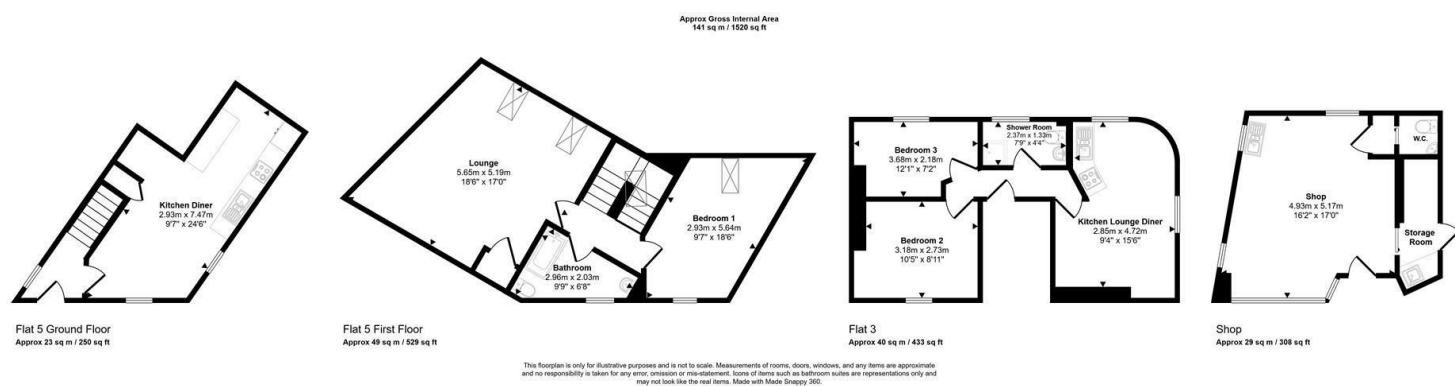 Approx Gross Internal Area
141 sq m / 1520 sq ft
Kitchen Diner
2.93m x 7.47m
9'7" x 24'6"
Flat 5 Ground Floor
Approx 23 sq m / 250 sq ft
Lounge
5.65m x 5.19m
18'6" x 17'0"
Bedroom 1
2.93m x 5.64m
9'7" x 18'6"
Bathroom
2.96m x 2.03m
9'9" x 6'8"
Flat 5 First Floor
Approx 49 sq m / 529 sq ft
Shower Room
2.37m x 1.33m
7'9" x 4'4"
Bedroom 3
3.68m x 2.18m
12'1" x 7'2"
Kitchen Lounge Diner
2.85m x 4.72m
9'4" x 15'6"
Bedroom 2
3.18m x 2.73m
10'5" x 8'11"
Flat 3
Approx 40 sq m / 433 sq ft
W.C.
Shop
4.93m x 5.17m
16'2" x 17'0"
Storage
Room
Shop
Approx 29 sq m / 308 sq ft
This floorplan is only for illustrative purposes and is not to scale. Measurements of rooms, doors, windows, and any items are approximate
and no responsibility is taken for any error, omission or mis-statement. Icons of items such as bathroom suites are representations only and
may not look like the real items. Made with Made Snappy 360.